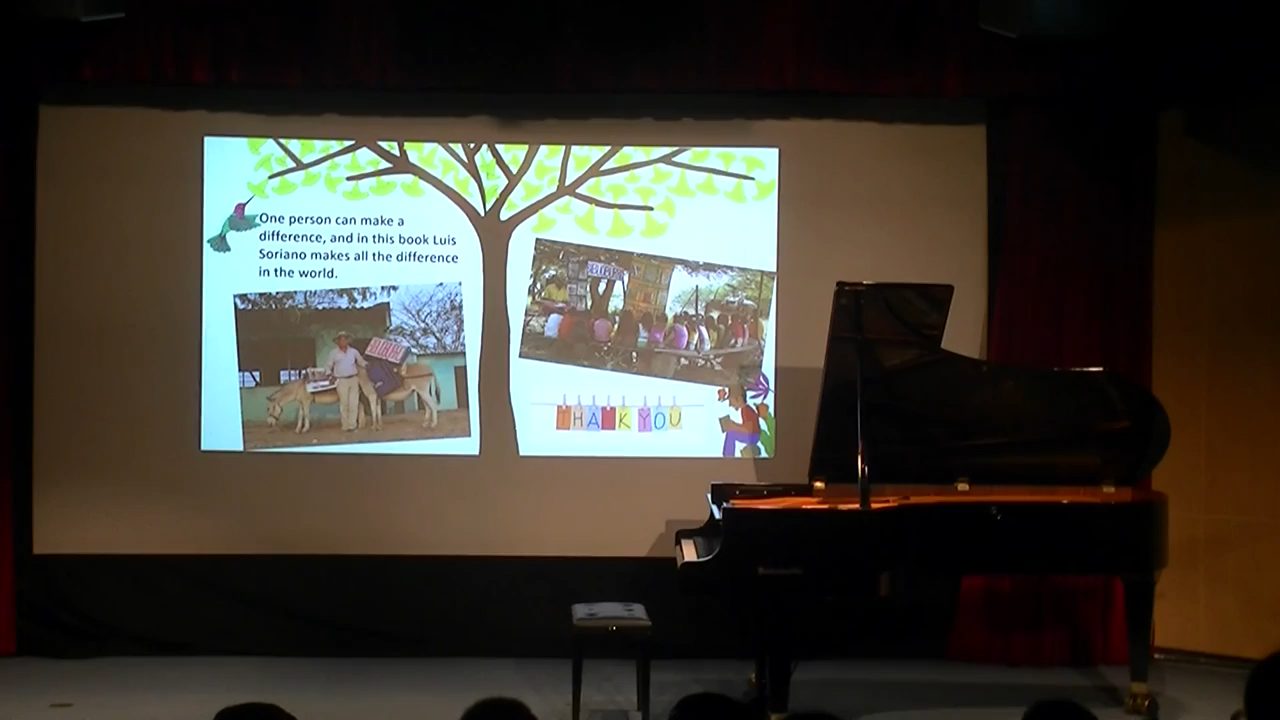 One person can make a
difference, and in this book Luis
Soriano makes all the difference
in the world.
THANK YOU